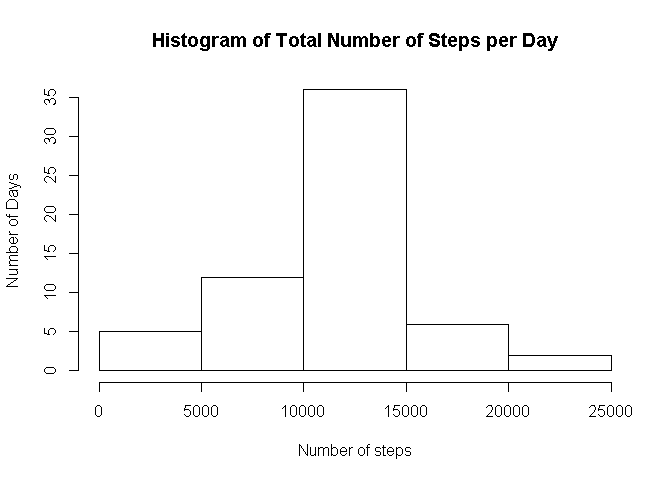 Histogram of Total Number of Steps per Day
Number of Days
35
30
25
20
15
10
5
0
0 5000 10000 15000 20000 25000
Number of steps